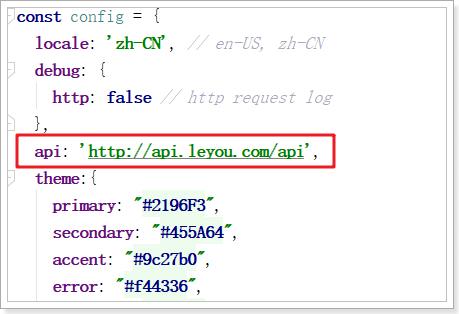 const config = {
locale: 'zh-CN', // en-US, zh-CN
debug: {
http: false // http request log
},
api: 'http://api.leyou.com/api',
theme:{
primary: "#2196F3",
secondary: "#455A64",
accent: "#9c27b0",
error: "#f44336",